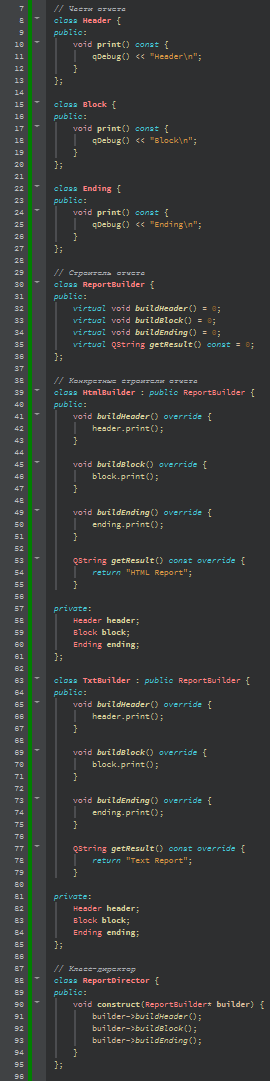 7 // Части отчета
8 class Header {
9 public:
10     void print() const {
11         qDebug() << "Header\n";
12     }
13 };
14
15 class Block {
16 public:
17     void print() const {
18         qDebug() << "Block\n";
19     }
20 };
21
22 class Ending {
23 public:
24     void print() const {
25         qDebug() << "Ending\n";
26     }
27 };
28
29 // Строитель отчета
30 class ReportBuilder {
31 public:
32     virtual void buildHeader() = 0;
33     virtual void buildBlock() = 0;
34     virtual void buildEnding() = 0;
35     virtual QString getResult() const = 0;
36 };
37
38 // Конкретные строители отчета
39 class HtmlBuilder : public ReportBuilder {
40 public:
41     void buildHeader() override {
42         header.print();
43     }
44
45     void buildBlock() override {
46         block.print();
47     }
48
49     void buildEnding() override {
50         ending.print();
51     }
52
53     QString getResult() const override {
54         return "HTML Report";
55     }
56
57 private:
58     Header header;
59     Block block;
60     Ending ending;
61 };
62
63 class TxtBuilder : public ReportBuilder {
64 public:
65     void buildHeader() override {
66         header.print();
67     }
68
69     void buildBlock() override {
70         block.print();
71     }
72
73     void buildEnding() override {
74         ending.print();
75     }
76
77     QString getResult() const override {
78         return "Text Report";
79     }
80
81 private:
82     Header header;
83     Block block;
84     Ending ending;
85 };
86
87 // Класс-директор
88 class ReportDirector {
89 public:
90     void construct(ReportBuilder* builder) {
91         builder->buildHeader();
92         builder->buildBlock();
93         builder->buildEnding();
94     }
95 };
96